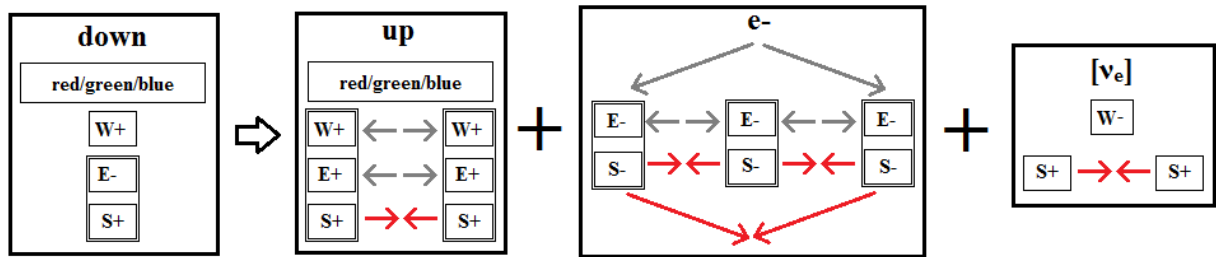 down
red/green/blue
W+
E-
S+
up
red/green/blue
W+ W+
E+ E+
S+ S+
+
e-
E- E- E-
S- S- S-
+
[νe]
W-
S+ S+